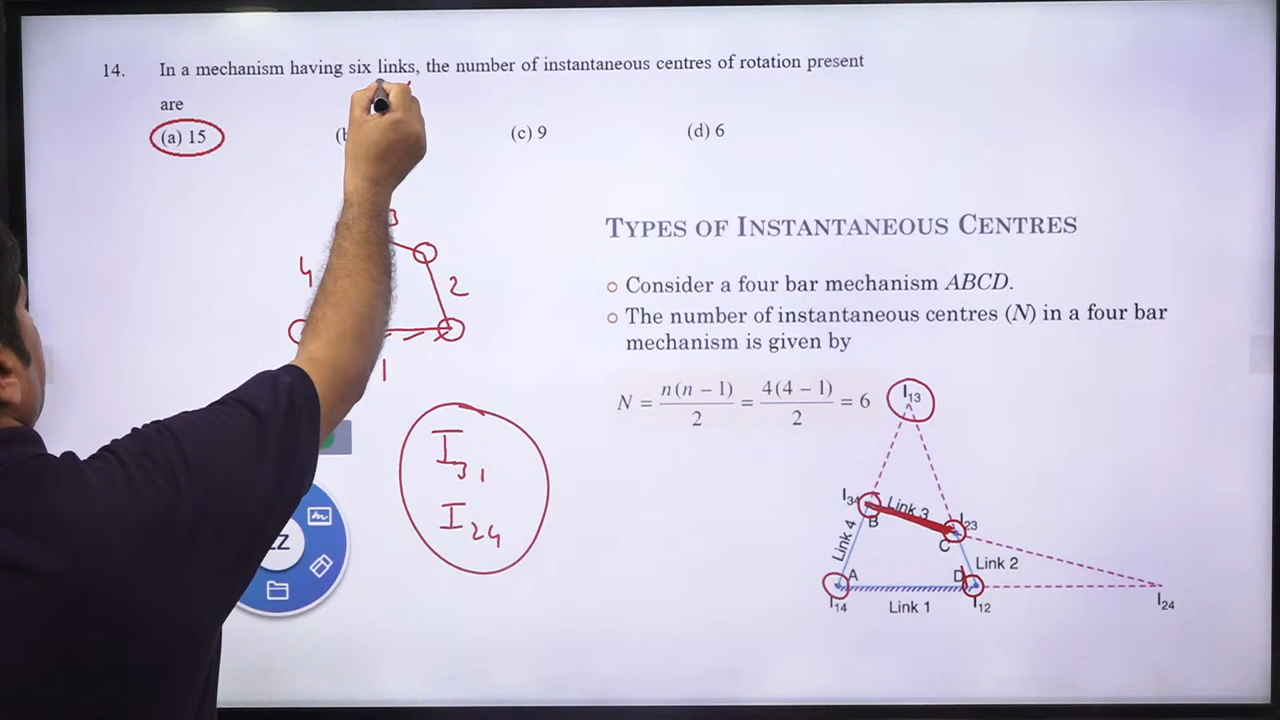 14. In a mechanism having six links, the number of instantaneous centres of rotation present
are
(a) 15 (b (c) 9 (d) 6
TYPES OF INSTANTANEOUS CENTRES
Consider a four bar mechanism ABCD.
The number of instantaneous centres (N) in a four bar
mechanism is given by
N = n(n − 1)/2 = 4(4 − 1)/2 = 6
I13
I34 Link 3 I23
B C
Link 4 Link 2
A D
I14 Link 1 I12 I24
3
4 2
1
I31
I24